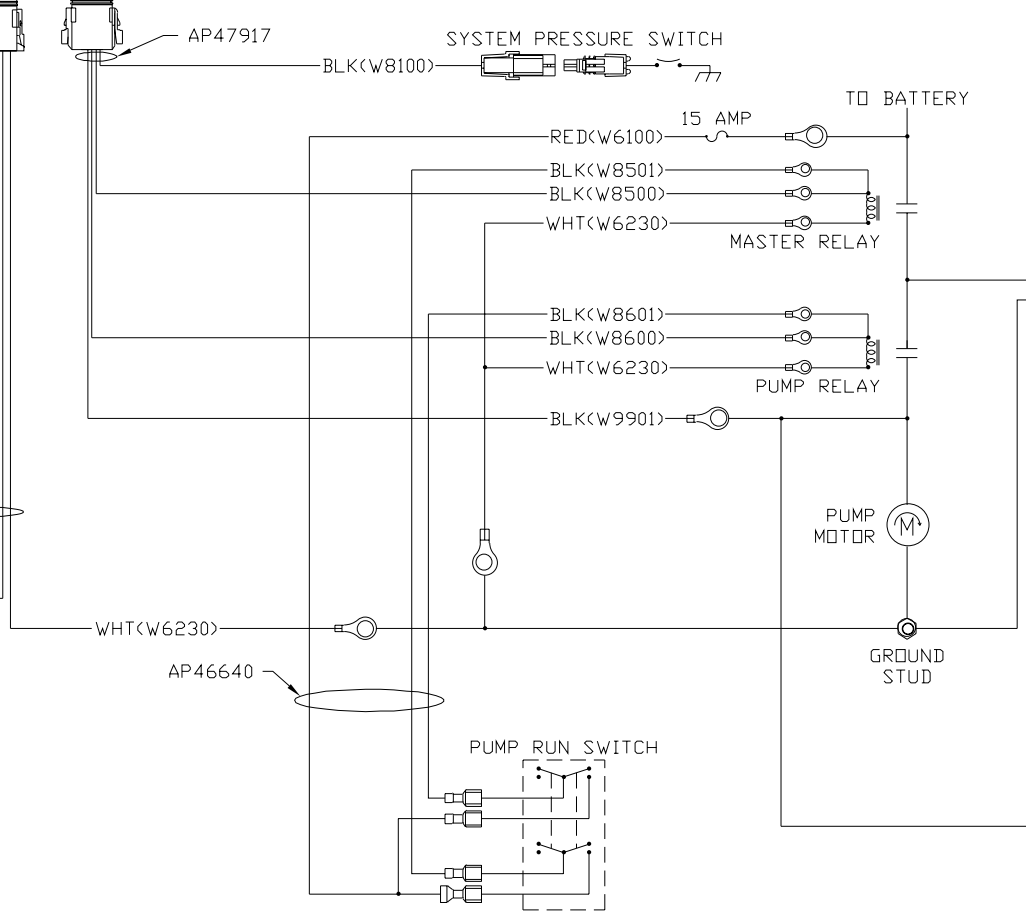 AP47917
SYSTEM PRESSURE SWITCH
BLK(W8100)
TO BATTERY
15 AMP
RED(W6100)
BLK(W8501)
BLK(W8500)
WHT(W6230)
MASTER RELAY
BLK(W8601)
BLK(W8600)
WHT(W6230)
PUMP RELAY
BLK(W9901)
PUMP
MOTOR
M
WHT(W6230)
GROUND
STUD
AP46640
PUMP RUN SWITCH